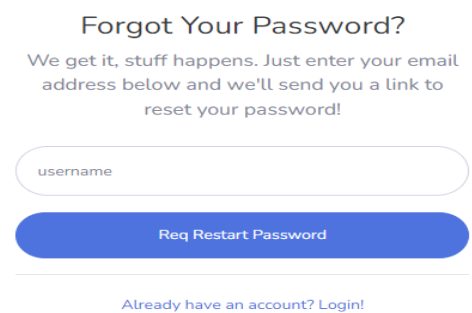 Forgot Your Password?
We get it, stuff happens. Just enter your email
address below and we'll send you a link to
reset your password!
username
Req Restart Password
Already have an account? Login!